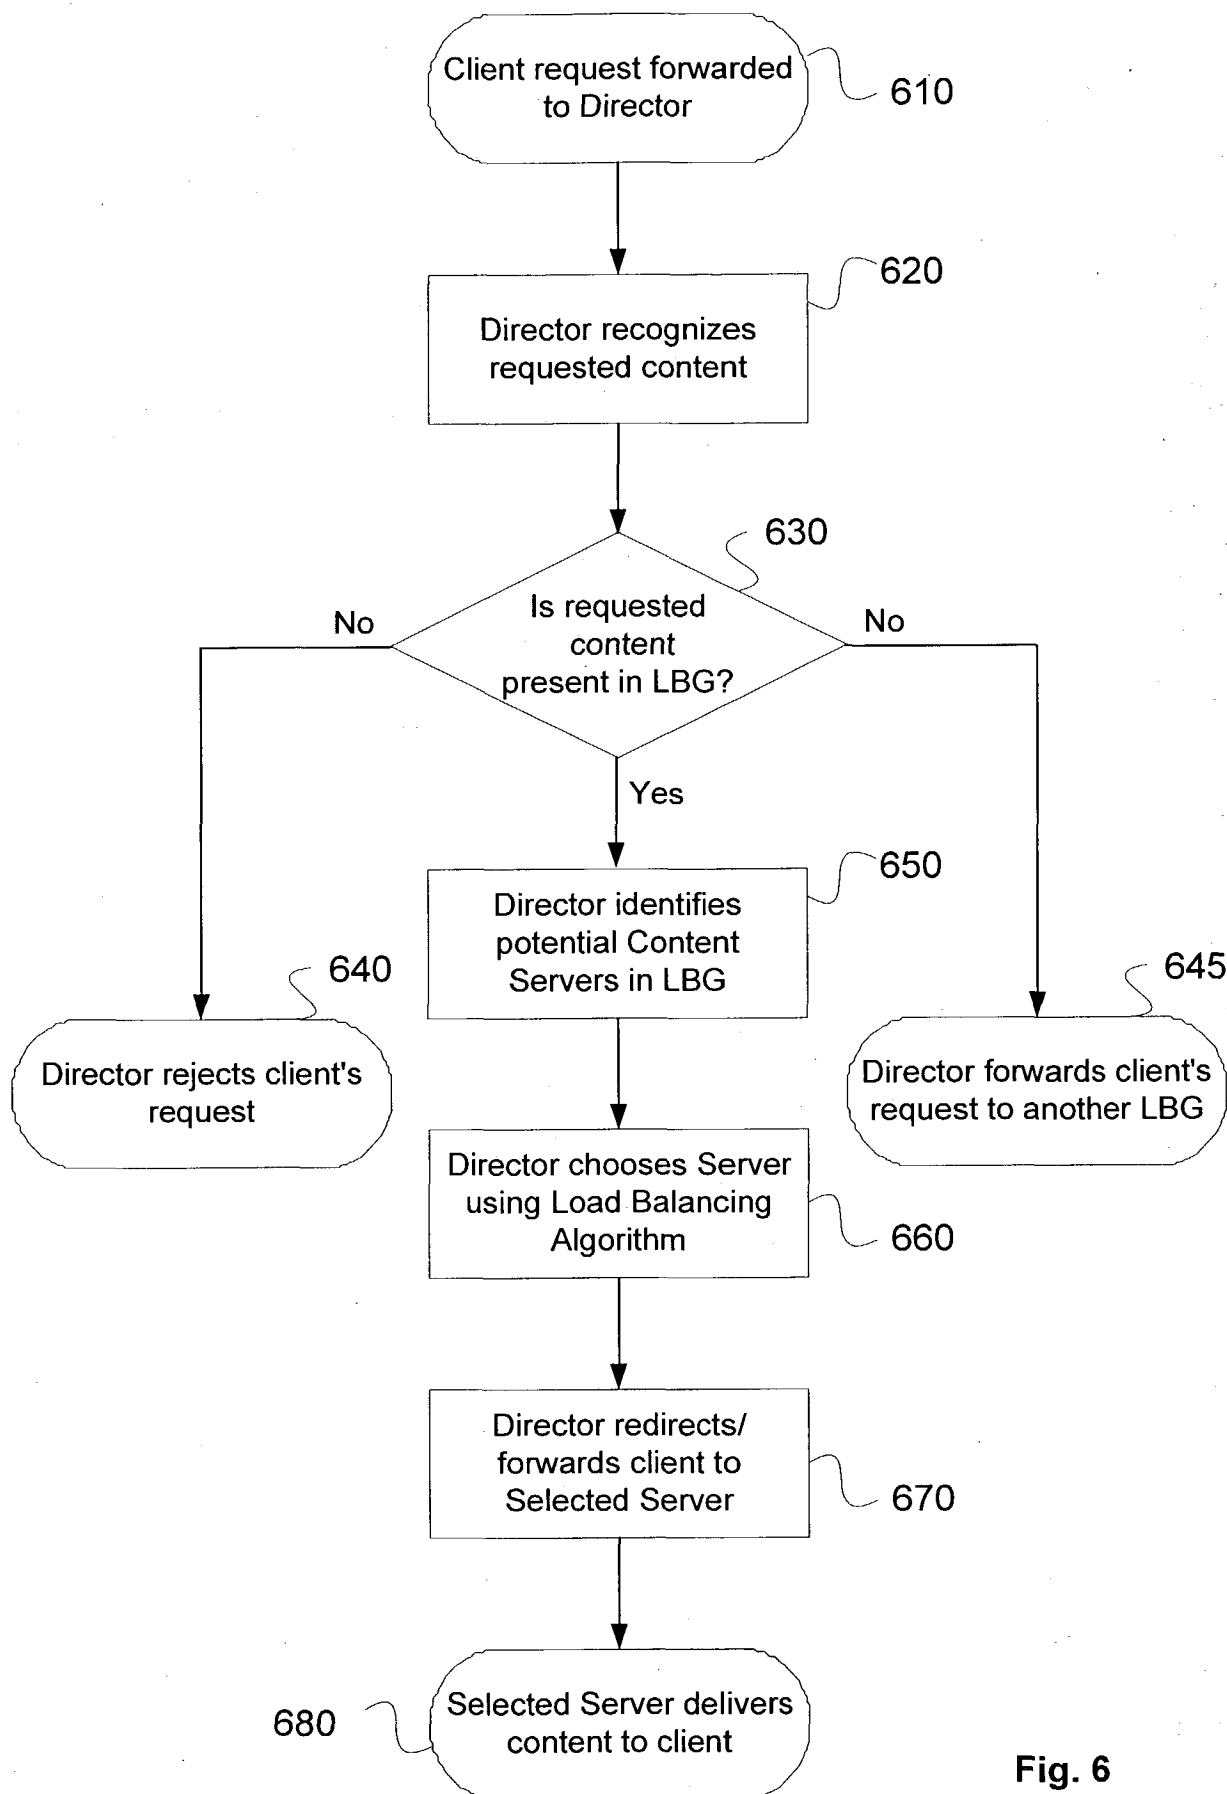 Client request forwarded
to Director
610
620
Director recognizes
requested content
630
Is requested
content
present in LBG?
No
No
Yes
650
Director identifies
potential Content
Servers in LBG
640
Director rejects client's
request
645
Director forwards client's
request to another LBG
Director chooses Server
using Load Balancing
Algorithm
660
Director redirects/
forwards client to
Selected Server
670
Selected Server delivers
content to client
680
Fig. 6